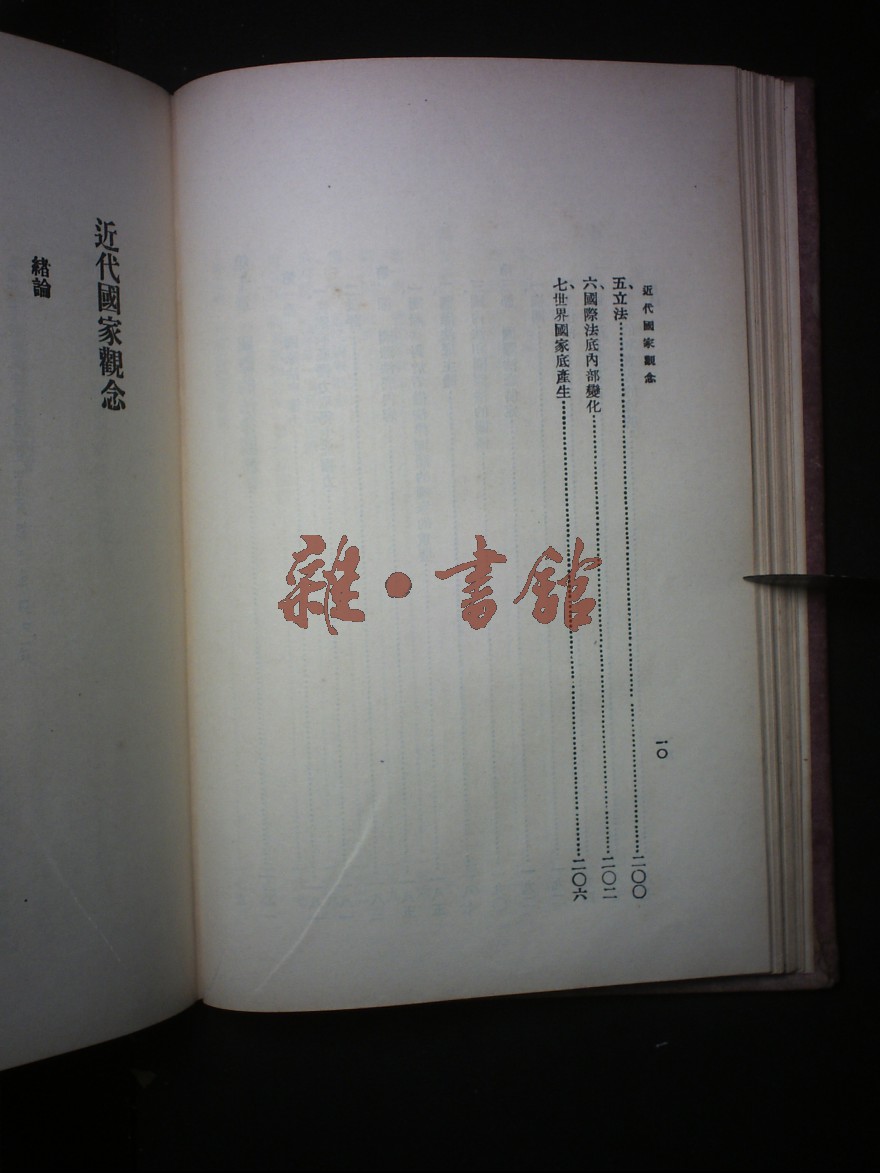 近代國家觀念
一〇
五、立法……二〇〇
六、國際法底內部變化……二〇二
七、世界國家底產生……二〇六
近代國家觀念
緒論
雜·書館